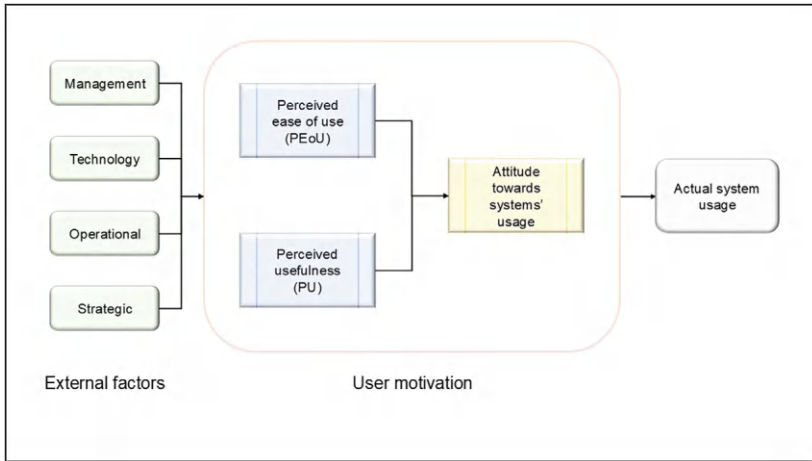 Management
Technology
Operational
Strategic
External factors
Perceived
ease of use
(PEoU)
Perceived
usefulness
(PU)
Attitude
towards
systems'
usage
User motivation
Actual system
usage